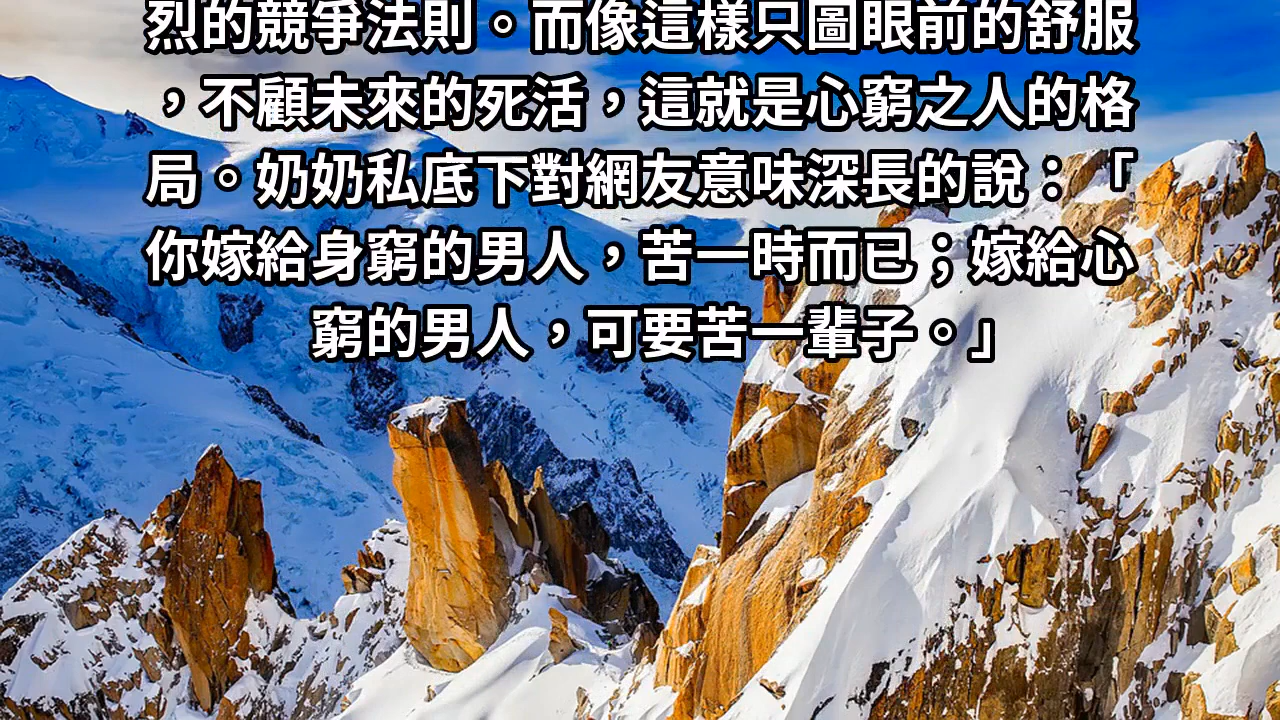 烈的競爭法則。而像這樣只圖眼前的舒服
，不顧未來的死活，這就是心窮之人的格
局。奶奶私底下對網友意味深長的說：「
你嫁給身窮的男人，苦一時而已；嫁給心
窮的男人，可要苦一輩子。」